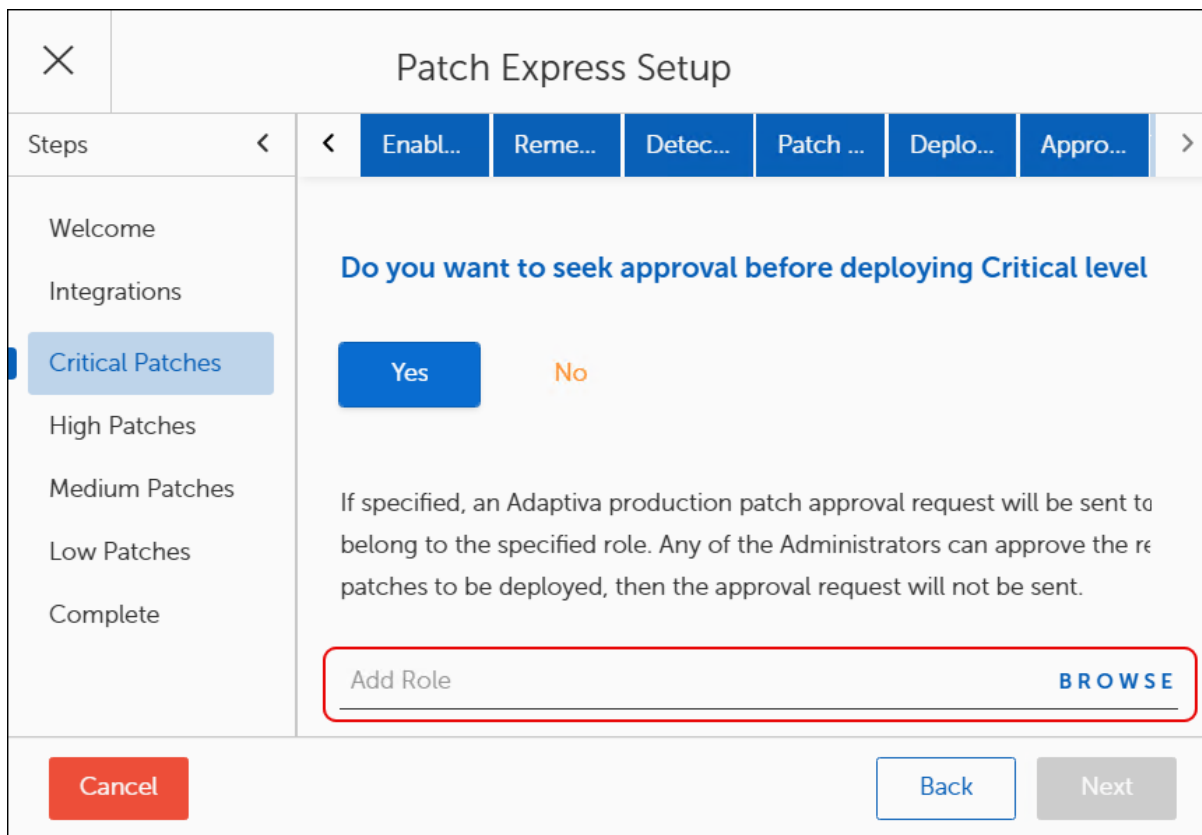 Patch Express Setup
Steps
Enabl...
Reme...
Detec...
Patch ...
Deplo...
Appro...
Welcome
Integrations
Critical Patches
High Patches
Medium Patches
Low Patches
Complete
Do you want to seek approval before deploying Critical level
Yes
No
If specified, an Adaptiva production patch approval request will be sent to
belong to the specified role. Any of the Administrators can approve the re
patches to be deployed, then the approval request will not be sent.
Add Role
BROWSE
Cancel
Back
Next